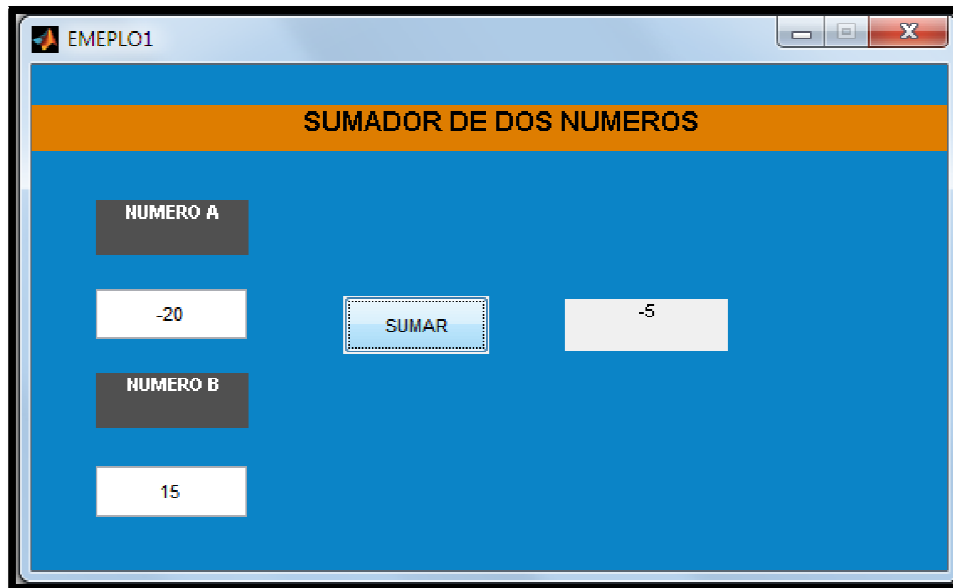 EMEPLO1
SUMADOR DE DOS NUMEROS
NUMERO A
-20
SUMAR
-5
NUMERO B
15